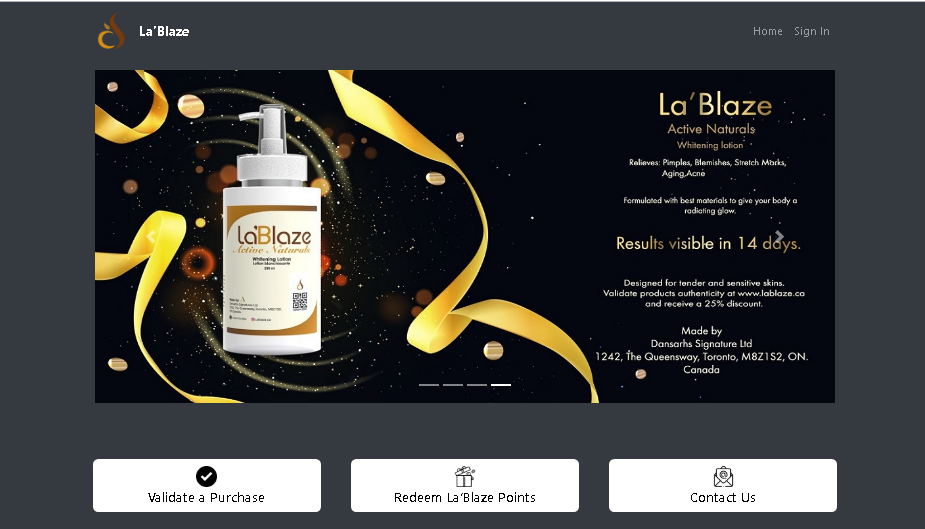 La'Blaze
Home
Sign In
La'Blaze
Active Naturals
Whitening lotion
Relieves: Pimples, Blemishes, Stretch Marks,
Aging,Acne
Formulated with best materials to give your body a
radiating glow.
Results visible in 14 days.
Designed for tender and sensitive skins.
Validate products authenticity at www.lablaze.ca
and receive a 25% discount.
Made by
Dansarhs Signature Ltd
1242, The Queensway, Toronto, M8Z1S2, ON.
Canada
La'Blaze
Active Naturals
Whitening Lotion
Lotion blanchissante
Validate a Purchase
Redeem La'Blaze Points
Contact Us